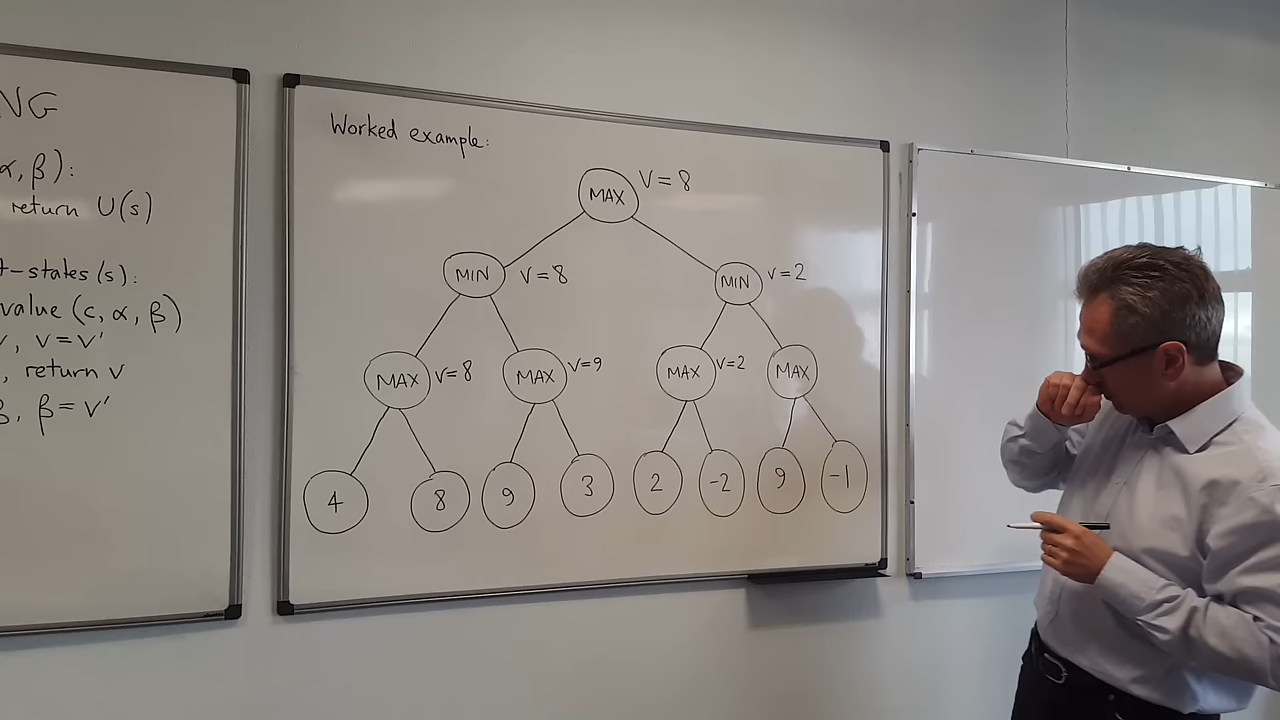 NG
α, β):
return U(s)
t-states (s):
value (c, α, β)
v, v = v'
, return v
β, β = v'
Worked example:
MAX V = 8
MIN V = 8
MIN V = 2
MAX V = 8
MAX V = 9
MAX V = 2
MAX
4
8
9
3
2
-2
9
-1